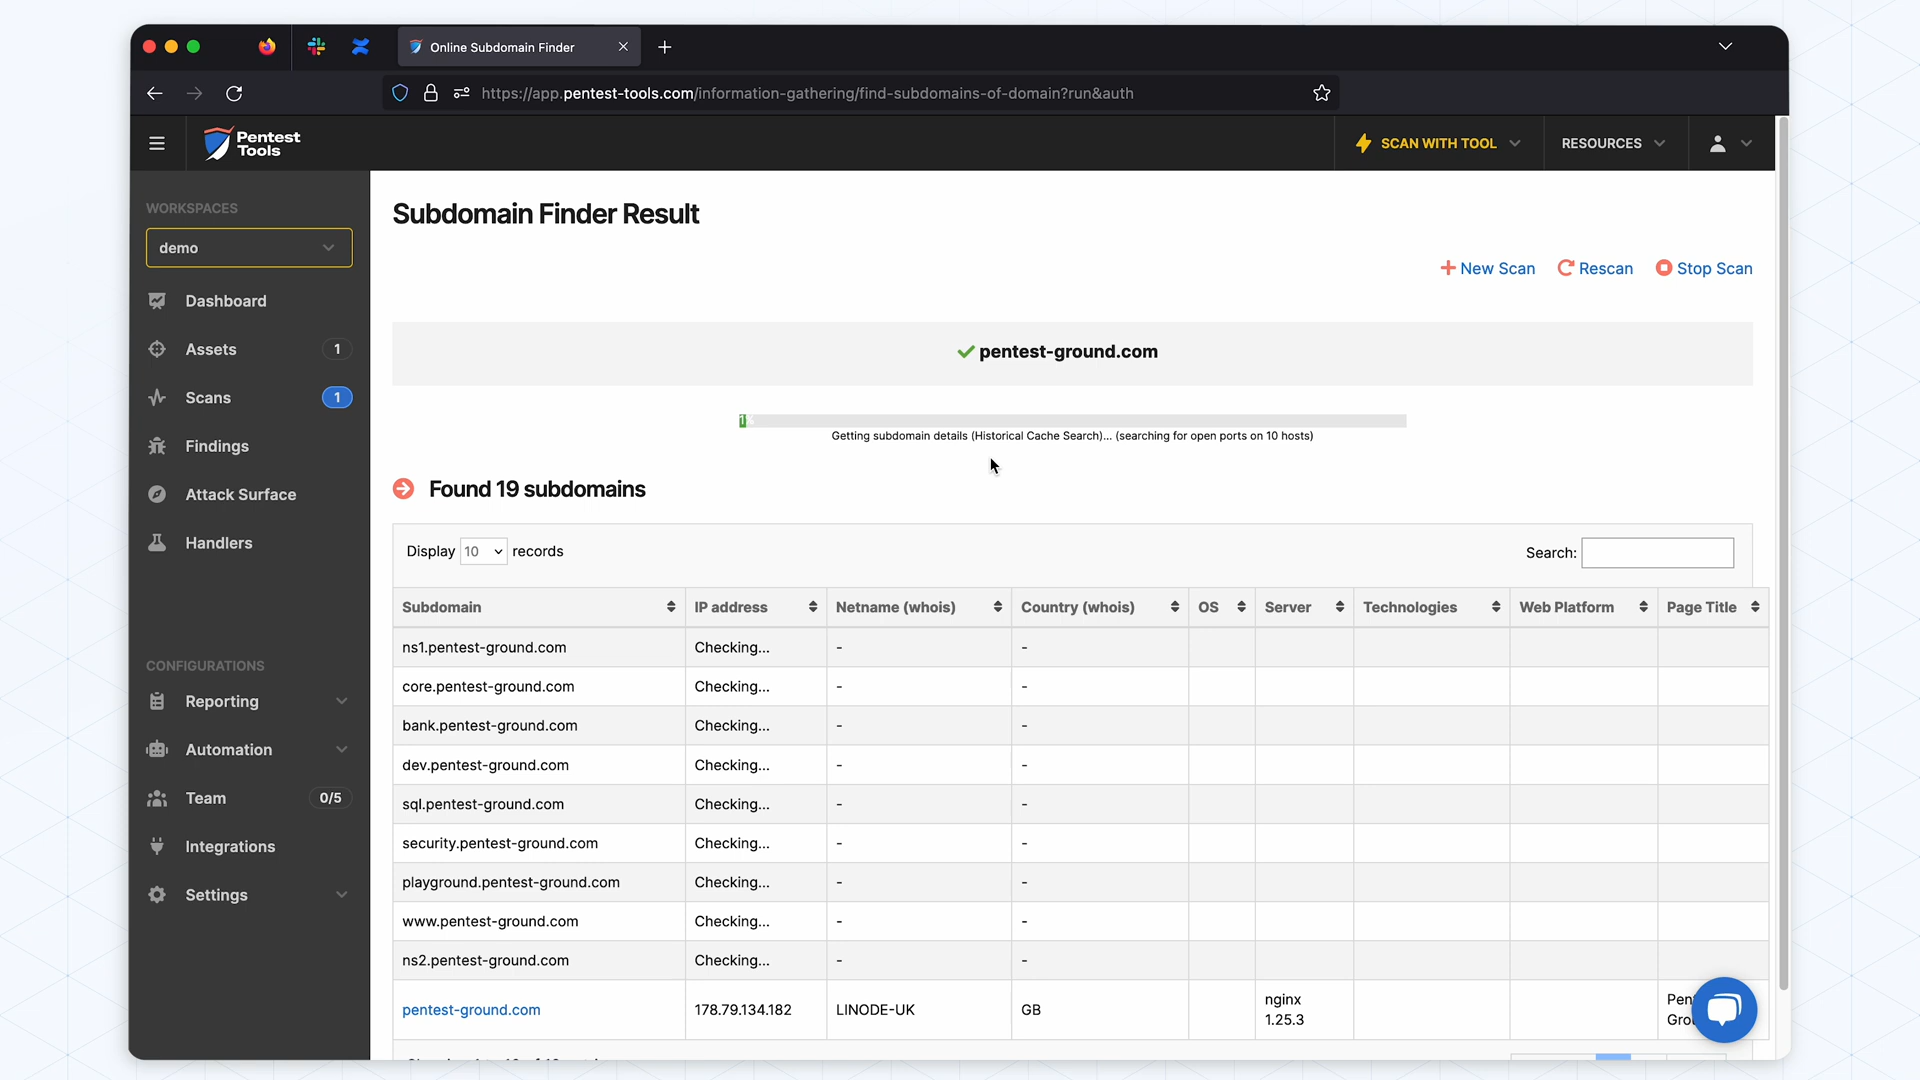 Online Subdomain Finder
https://app.pentest-tools.com/information-gathering/find-subdomains-of-domain?run&auth
Pentest
Tools
SCAN WITH TOOL
RESOURCES
WORKSPACES
demo
Dashboard
Assets 1
Scans 1
Findings
Attack Surface
Handlers
CONFIGURATIONS
Reporting
Automation
Team 0/5
Integrations
Settings
Subdomain Finder Result
New Scan Rescan Stop Scan
pentest-ground.com
Getting subdomain details (Historical Cache Search)... (searching for open ports on 10 hosts)
Found 19 subdomains
Display 10 records
Search:
Subdomain IP address Netname (whois) Country (whois) OS Server Technologies Web Platform Page Title
ns1.pentest-ground.com Checking... - -
core.pentest-ground.com Checking... - -
bank.pentest-ground.com Checking... - -
dev.pentest-ground.com Checking... - -
sql.pentest-ground.com Checking... - -
security.pentest-ground.com Checking... - -
playground.pentest-ground.com Checking... - -
www.pentest-ground.com Checking... - -
ns2.pentest-ground.com Checking... - -
pentest-ground.com 178.79.134.182 LINODE-UK GB nginx
1.25.3